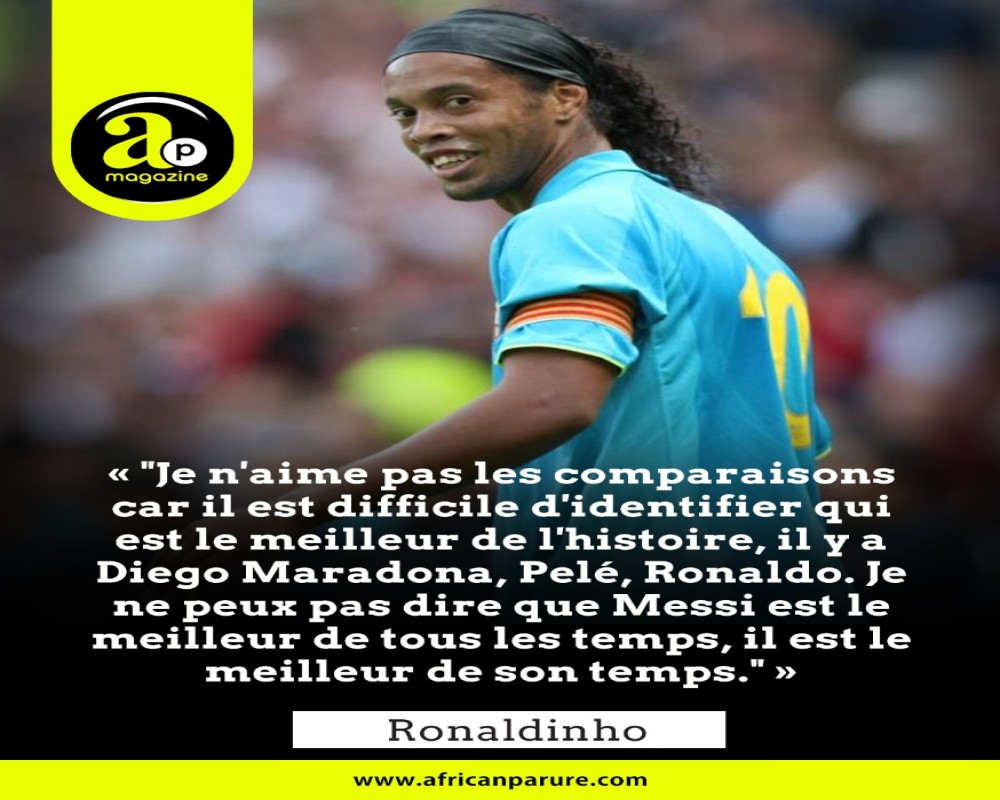 ap
magazine
10
« "Je n'aime pas les comparaisons
car il est difficile d'identifier qui
est le meilleur de l'histoire, il y a
Diego Maradona, Pelé, Ronaldo. Je
ne peux pas dire que Messi est le
meilleur de tous les temps, il est le
meilleur de son temps." »
Ronaldinho
www.africanparure.com